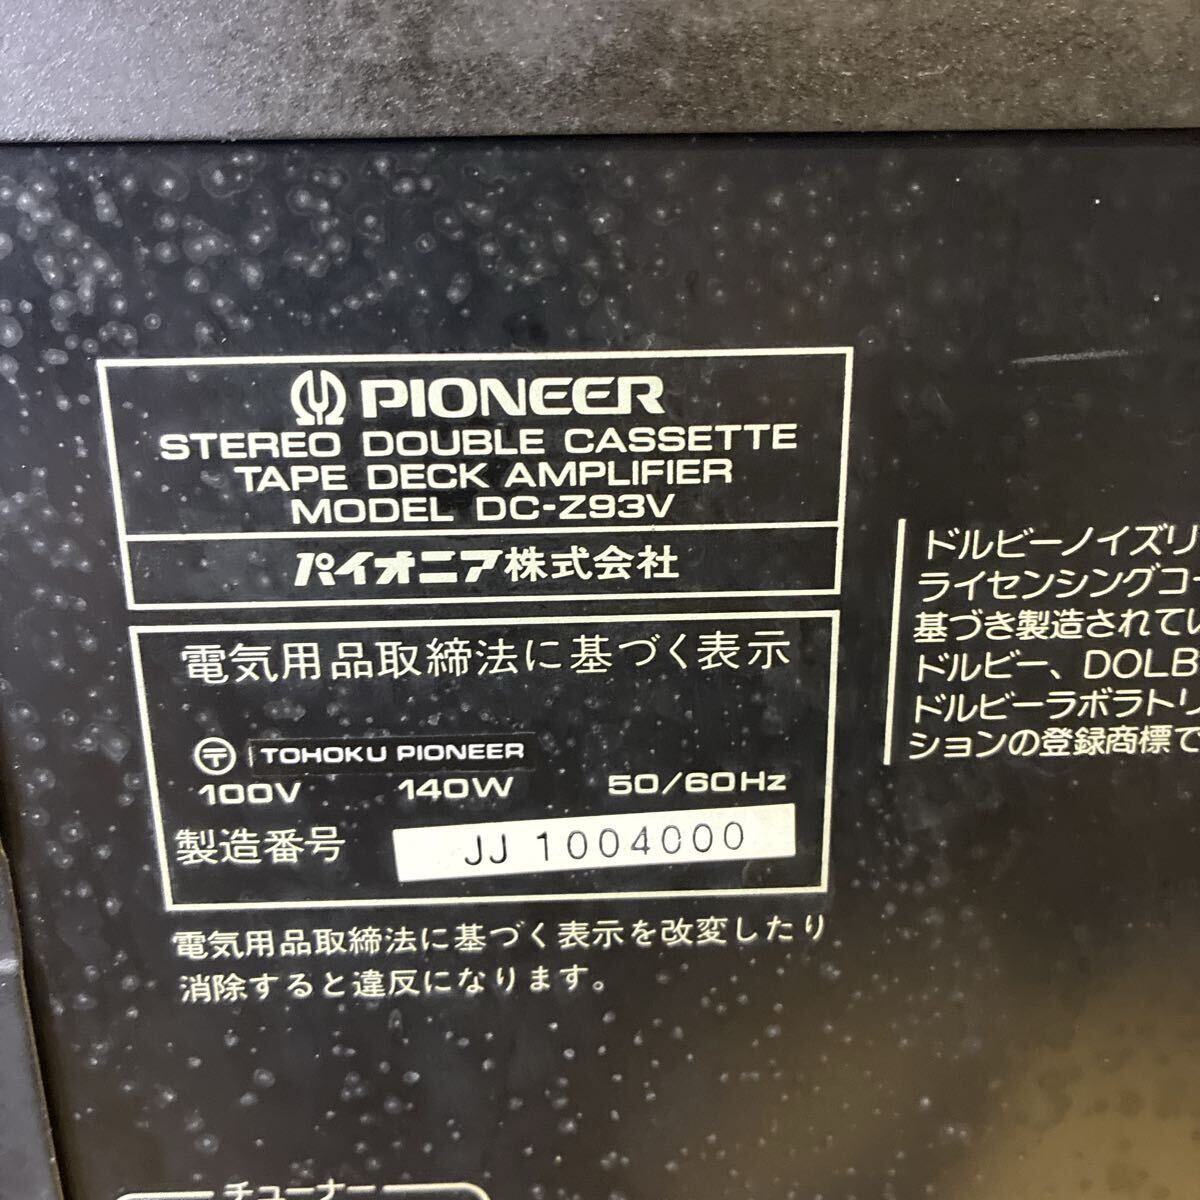 PIONEER
STEREO DOUBLE CASSETTE
TAPE DECK AMPLIFIER
MODEL DC-Z93V
パイオニア株式会社
電気用品取締法に基づく表示
〒 TOHOKU PIONEER
100V 140W 50/60Hz
製造番号 JJ 1004000
電気用品取締法に基づく表示を改変したり
消除すると違反になります。
ドルビーノイズリ
ライセンシングコー
基づき製造されてい
ドルビー、DOLB
ドルビーラボラトリ
ションの登録商標で
チューナー